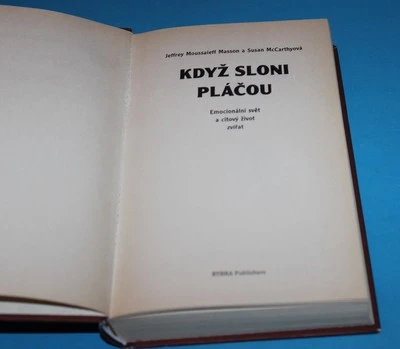 Jeffrey Moussaieff Masson a Susan McCarthyová
KDYŽ SLONI
PLÁČOU
Emocionální svět
a citový život
zvířat
RYBKA Publishers